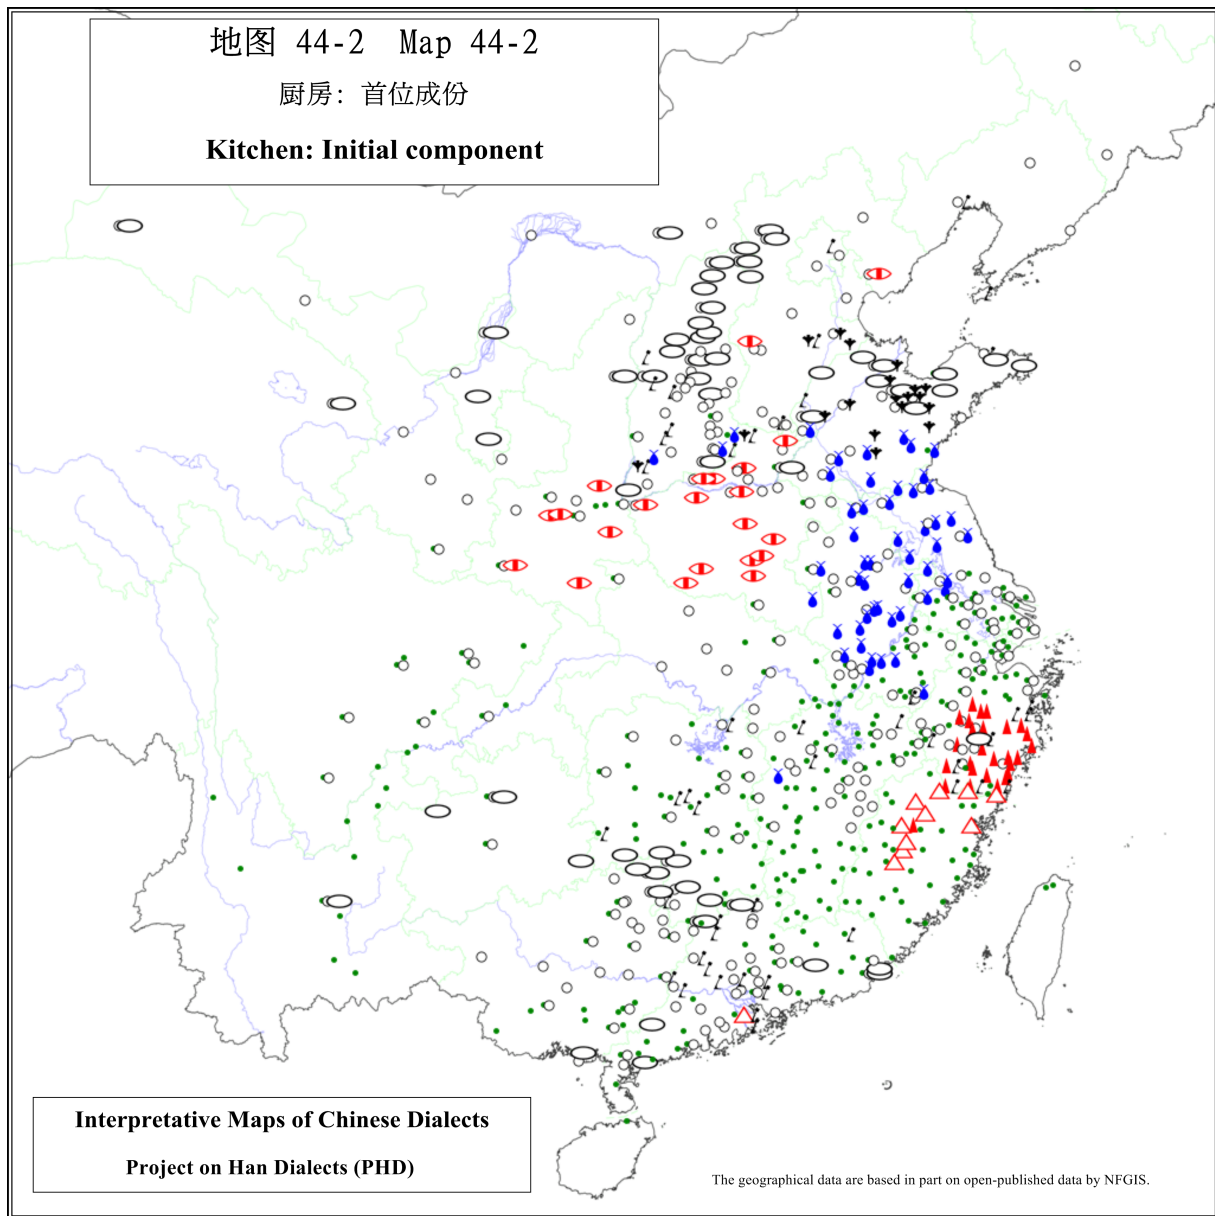 地图 44-2 Map 44-2
厨房: 首位成份
Kitchen: Initial component
Interpretative Maps of Chinese Dialects
Project on Han Dialects (PHD)
The geographical data are based in part on open-published data by NFGIS.